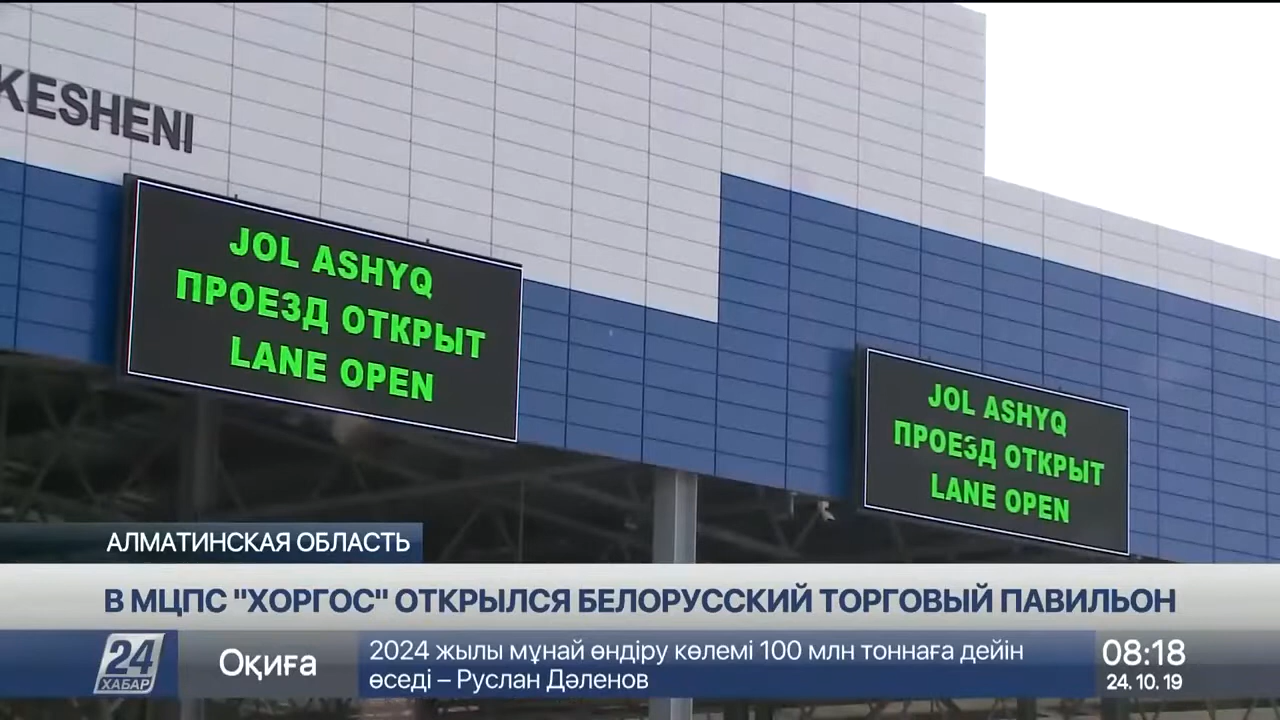 KESHENI
JOL ASHYQ
ПРОЕЗД ОТКРЫТ
LANE OPEN
JOL ASHYQ
ПРОЕЗД ОТКРЫТ
LANE OPEN
АЛМАТИНСКАЯ ОБЛАСТЬ
В МЦПС "ХОРГОС" ОТКРЫЛСЯ БЕЛОРУССКИЙ ТОРГОВЫЙ ПАВИЛЬОН
24
ХАБАР
Оқиға
2024 жылы мұнай өндіру көлемі 100 млн тоннаға дейін
өседі – Руслан Дәленов
08:18
24. 10. 19